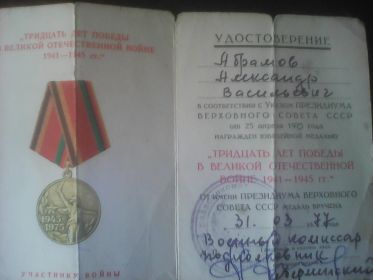 "ТРИДЦАТЬ ЛЕТ ПОБЕДЫ
В ВЕЛИКОЙ ОТЕЧЕСТВЕННОЙ ВОЙНЕ
1941—1945 гг."
1945
1975
УЧАСТНИКУ ВОЙНЫ
УДОСТОВЕРЕНИЕ
Абрамов
Александр
Васильевич
В СООТВЕТСТВИИ С УКАЗОМ ПРЕЗИДИУМА
ВЕРХОВНОГО СОВЕТА СССР
от 25 апреля 1975 года
НАГРАЖДЕН ЮБИЛЕЙНОЙ МЕДАЛЬЮ
"ТРИДЦАТЬ ЛЕТ ПОБЕДЫ
В ВЕЛИКОЙ ОТЕЧЕСТВЕННОЙ
ВОЙНЕ 1941—1945 гг."
ОТ ИМЕНИ ПРЕЗИДИУМА ВЕРХОВНОГО
СОВЕТА СССР МЕДАЛЬ ВРУЧЕНА
31. 03 77
Военный комиссар
подполковник